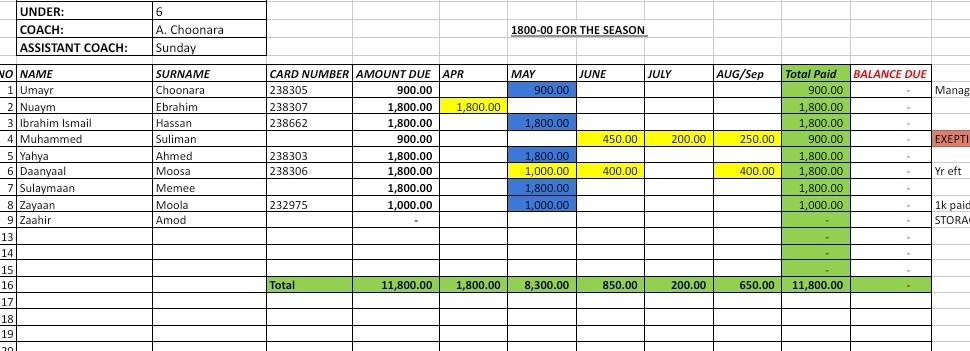 UNDER: 6
COACH: A. Choonara 1800-00 FOR THE SEASON
ASSISTANT COACH: Sunday
NO NAME SURNAME CARD NUMBER AMOUNT DUE APR MAY JUNE JULY AUG/Sep Total Paid BALANCE DUE
1 Umayr Choonara 238305 900.00 900.00 900.00 - Manag
2 Nuaym Ebrahim 238307 1,800.00 1,800.00 1,800.00 -
3 Ibrahim Ismail Hassan 238662 1,800.00 1,800.00 1,800.00 -
4 Muhammed Suliman 900.00 450.00 200.00 250.00 900.00 - EXEPTI
5 Yahya Ahmed 238303 1,800.00 1,800.00 1,800.00 -
6 Daanyaal Moosa 238306 1,800.00 1,000.00 400.00 400.00 1,800.00 - Yr eft
7 Sulaymaan Memee 1,800.00 1,800.00 1,800.00 -
8 Zayaan Moola 232975 1,000.00 1,000.00 1,000.00 - 1k paid
9 Zaahir Amod - - - STORA
13 - -
14 - -
15 - -
16 Total 11,800.00 1,800.00 8,300.00 850.00 200.00 650.00 11,800.00 -
17
18
19
20